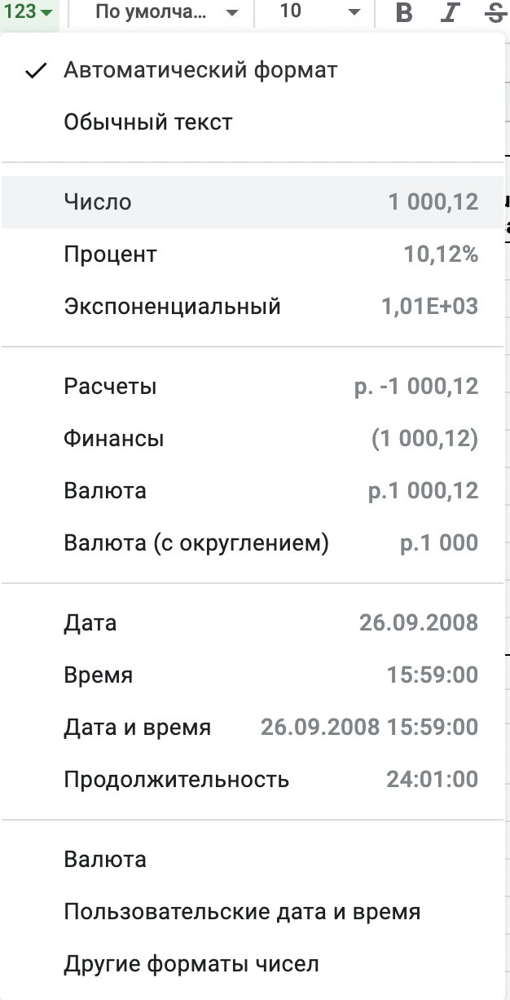 123 По умолча... 10 B I S
Автоматический формат
Обычный текст
Число 1 000,12
Процент 10,12%
Экспоненциальный 1,01E+03
Расчеты р. -1 000,12
Финансы (1 000,12)
Валюта р.1 000,12
Валюта (с округлением) р.1 000
Дата 26.09.2008
Время 15:59:00
Дата и время 26.09.2008 15:59:00
Продолжительность 24:01:00
Валюта
Пользовательские дата и время
Другие форматы чисел